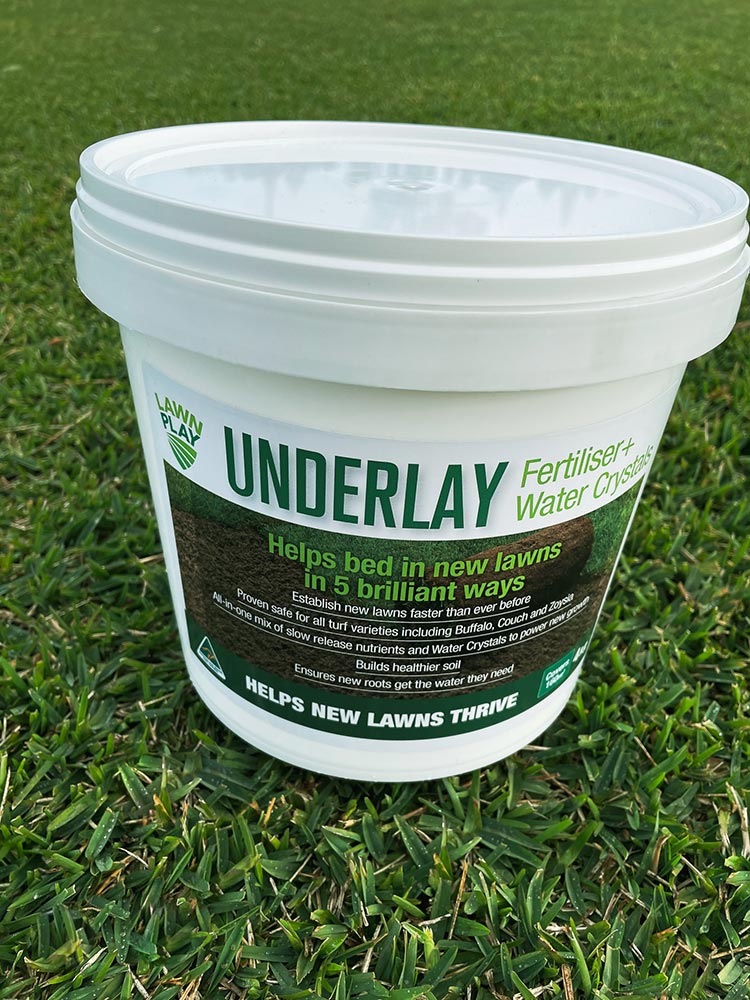 LAWN
PLAY
UNDERLAY
Fertiliser+
Water Crystals
Helps bed in new lawns
in 5 brilliant ways
Establish new lawns faster than ever before
Proven safe for all turf varieties including Buffalo, Couch and Zoysia
All-in-one mix of slow release nutrients and Water Crystals to power new growth
Builds healthier soil
Ensures new roots get the water they need
HELPS NEW LAWNS THRIVE
Covers